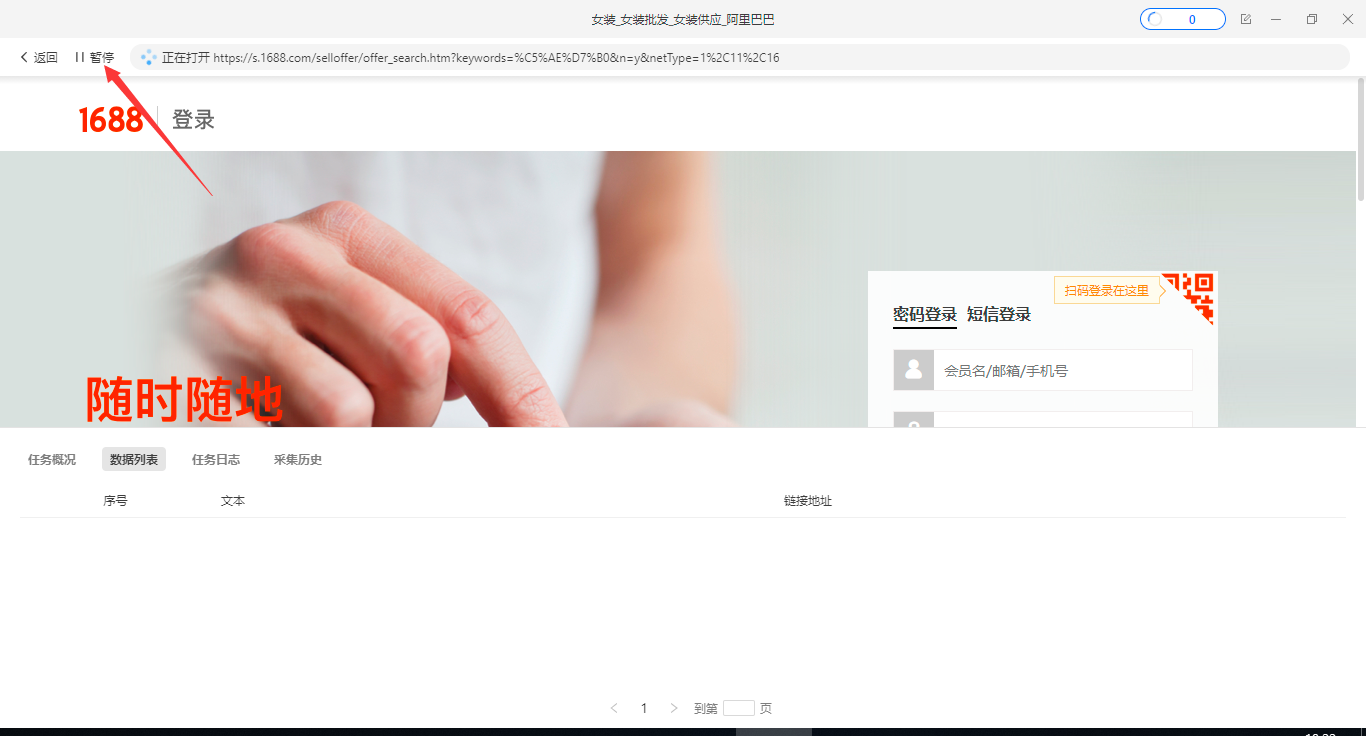 女装_女装批发_女装供应_阿里巴巴
0
返回 暂停 正在打开 https://s.1688.com/selloffer/offer_search.htm?keywords=%C5%AE%D7%B0&n=y&netType=1%2C11%2C16
1688 登录
扫码登录在这里
密码登录 短信登录
会员名/邮箱/手机号
随时随地
任务概况 数据列表 任务日志 采集历史
序号 文本 链接地址
< 1 > 到第 页